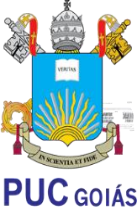 VERITAS
IN SCIENTIA ET FIDE
PUC GOIÁS